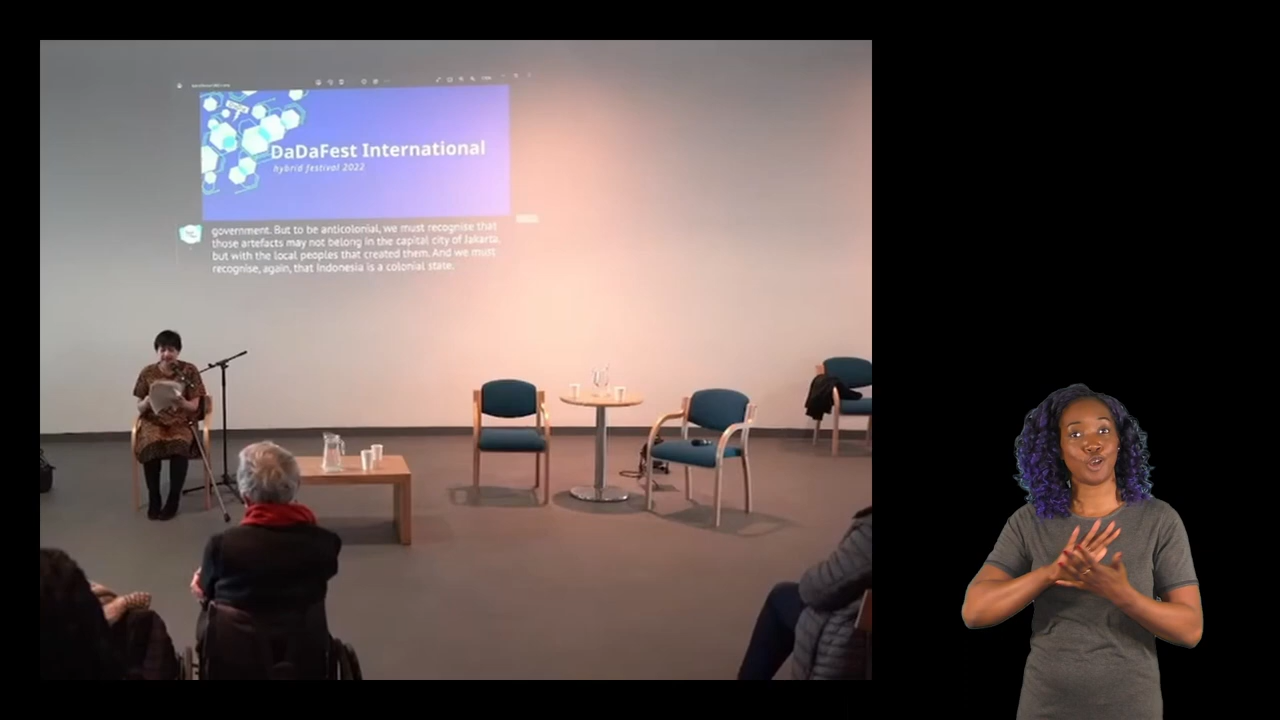 DaDaFest International
hybrid festival 2022
government. But to be anticolonial, we must recognise that
those artefacts may not belong in the capital city of Jakarta,
but with the local peoples that created them. And we must
recognise, again, that Indonesia is a colonial state.